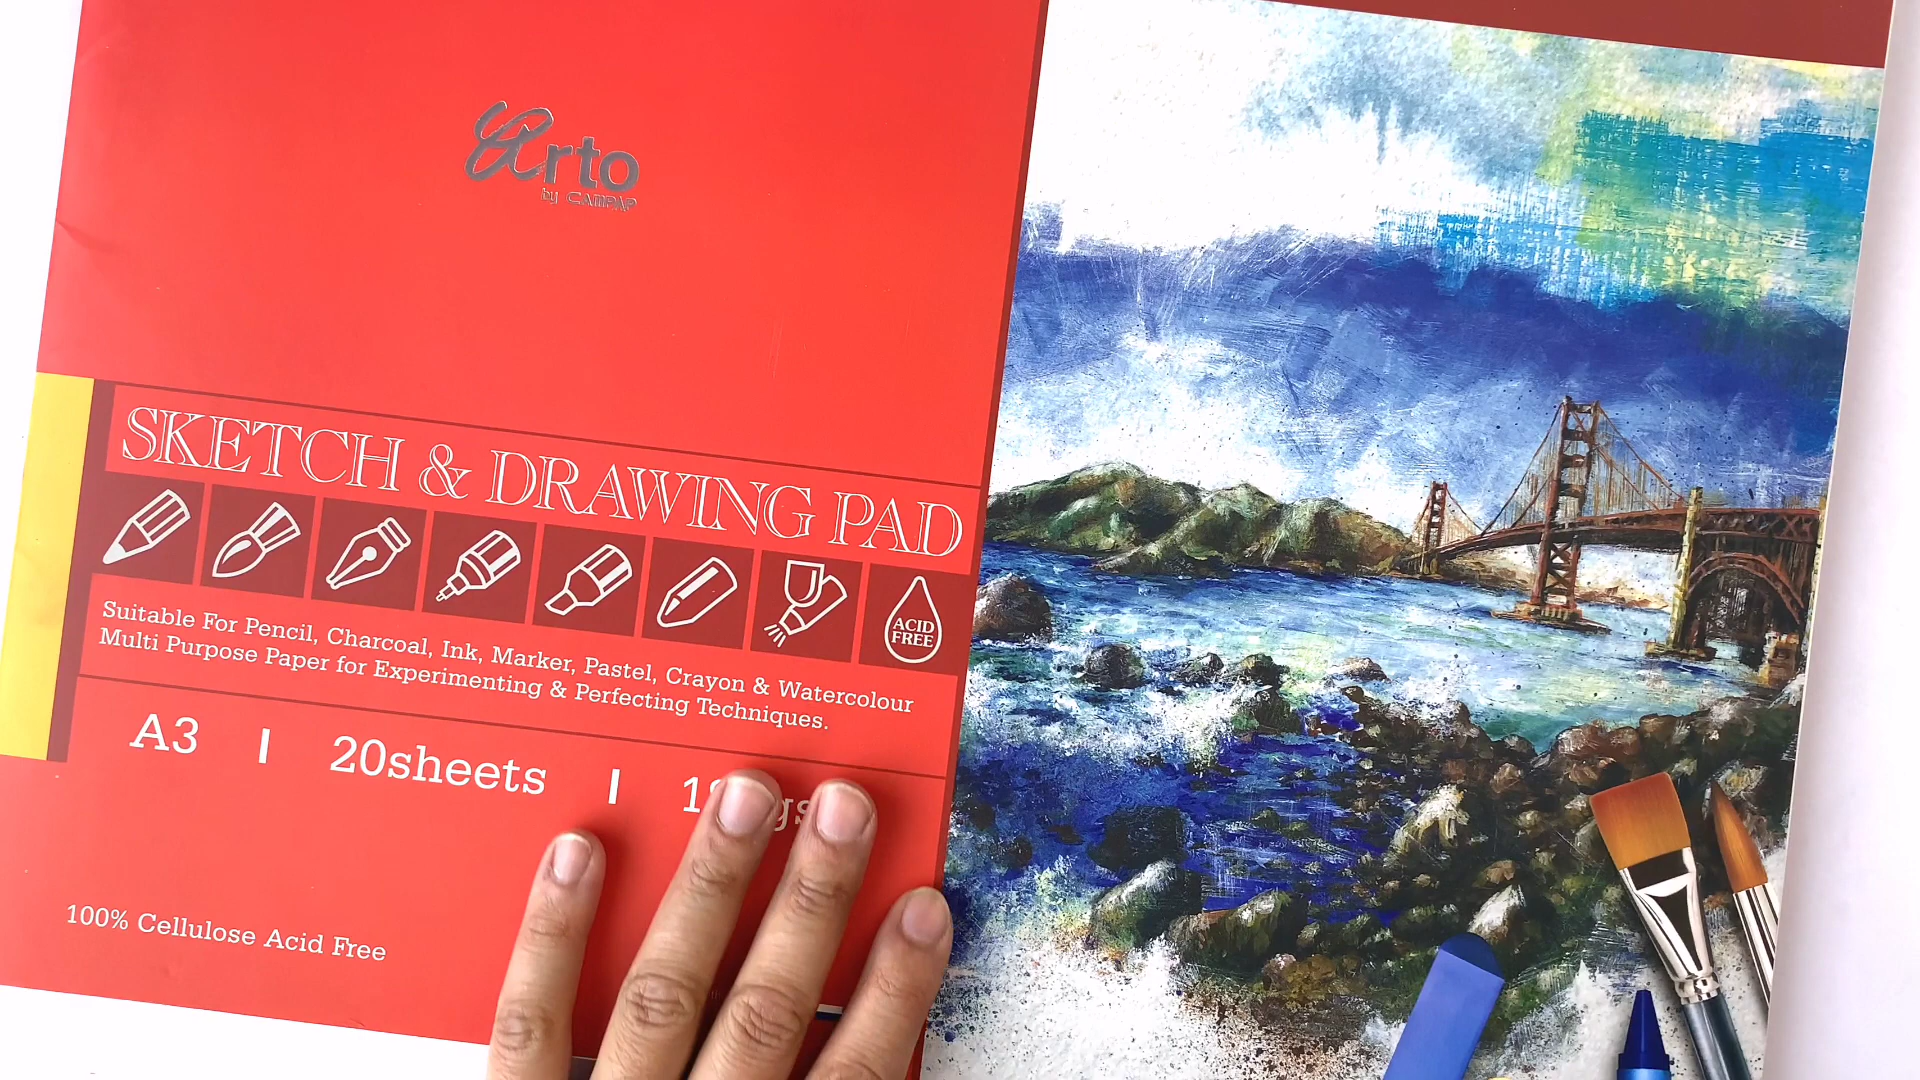 arto
by CAMPAP
SKETCH & DRAWING PAD
ACID
FREE
Suitable For Pencil, Charcoal, Ink, Marker, Pastel, Crayon & Watercolour
Multi Purpose Paper for Experimenting & Perfecting Techniques.
A3 | 20sheets |
100% Cellulose Acid Free